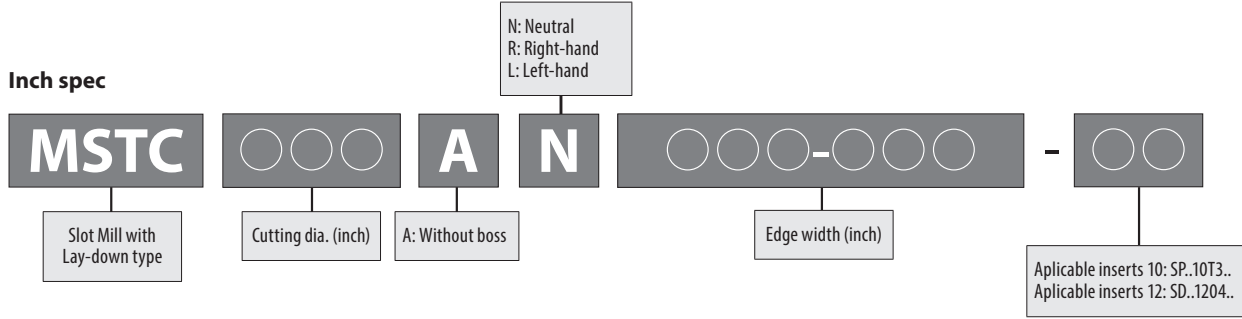 N: Neutral
R: Right-hand
L: Left-hand
Inch spec
MSTC ○○○ A N ○○○-○○○ - ○○
Slot Mill with
Lay-down type
Cutting dia. (inch)
A: Without boss
Edge width (inch)
Aplicable inserts 10: SP..10T3..
Aplicable inserts 12: SD..1204..